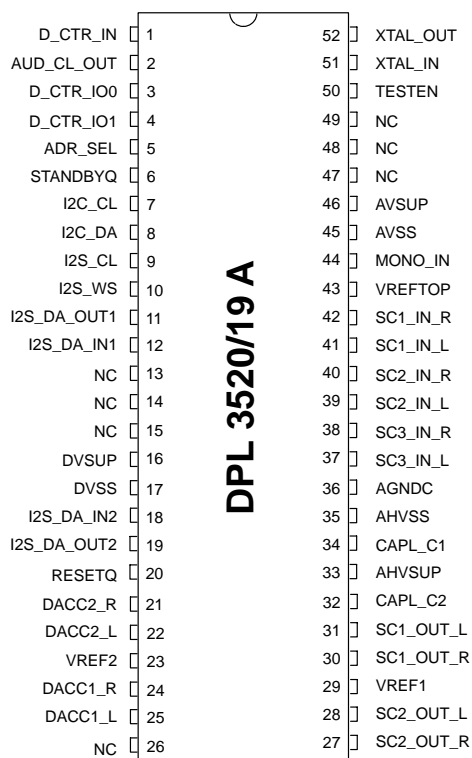 D_CTR_IN 1 52 XTAL_OUT
AUD_CL_OUT 2 51 XTAL_IN
D_CTR_IO0 3 50 TESTEN
D_CTR_IO1 4 49 NC
ADR_SEL 5 48 NC
STANDBYQ 6 47 NC
I2C_CL 7 46 AVSUP
I2C_DA 8 45 AVSS
I2S_CL 9 44 MONO_IN
I2S_WS 10 43 VREFTOP
I2S_DA_OUT1 11 42 SC1_IN_R
I2S_DA_IN1 12 41 SC1_IN_L
NC 13 40 SC2_IN_R
NC 14 39 SC2_IN_L
NC 15 38 SC3_IN_R
DVSUP 16 37 SC3_IN_L
DVSS 17 36 AGNDC
I2S_DA_IN2 18 35 AHVSS
I2S_DA_OUT2 19 34 CAPL_C1
RESETQ 20 33 AHVSUP
DACC2_R 21 32 CAPL_C2
DACC2_L 22 31 SC1_OUT_L
VREF2 23 30 SC1_OUT_R
DACC1_R 24 29 VREF1
DACC1_L 25 28 SC2_OUT_L
NC 26 27 SC2_OUT_R
DPL 3520/19 A